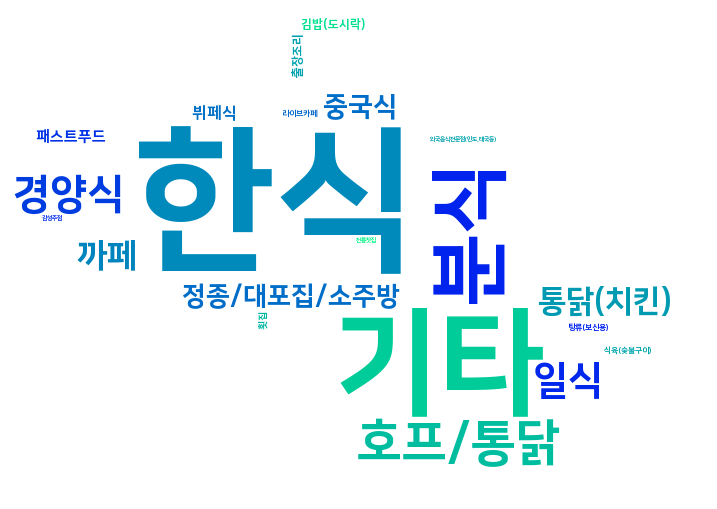 김밥(도시락)
출장조리
뷔페식
라이브카페
중국식
패스트푸드
외국음식전문점(인도,태국등)
한식
경양식
감성주점
분식
까페
전통찻집
정종/대포집/소주방
통닭(치킨)
횟집
기타
탕류(보신용)
식육(숯불구이)
일식
호프/통닭